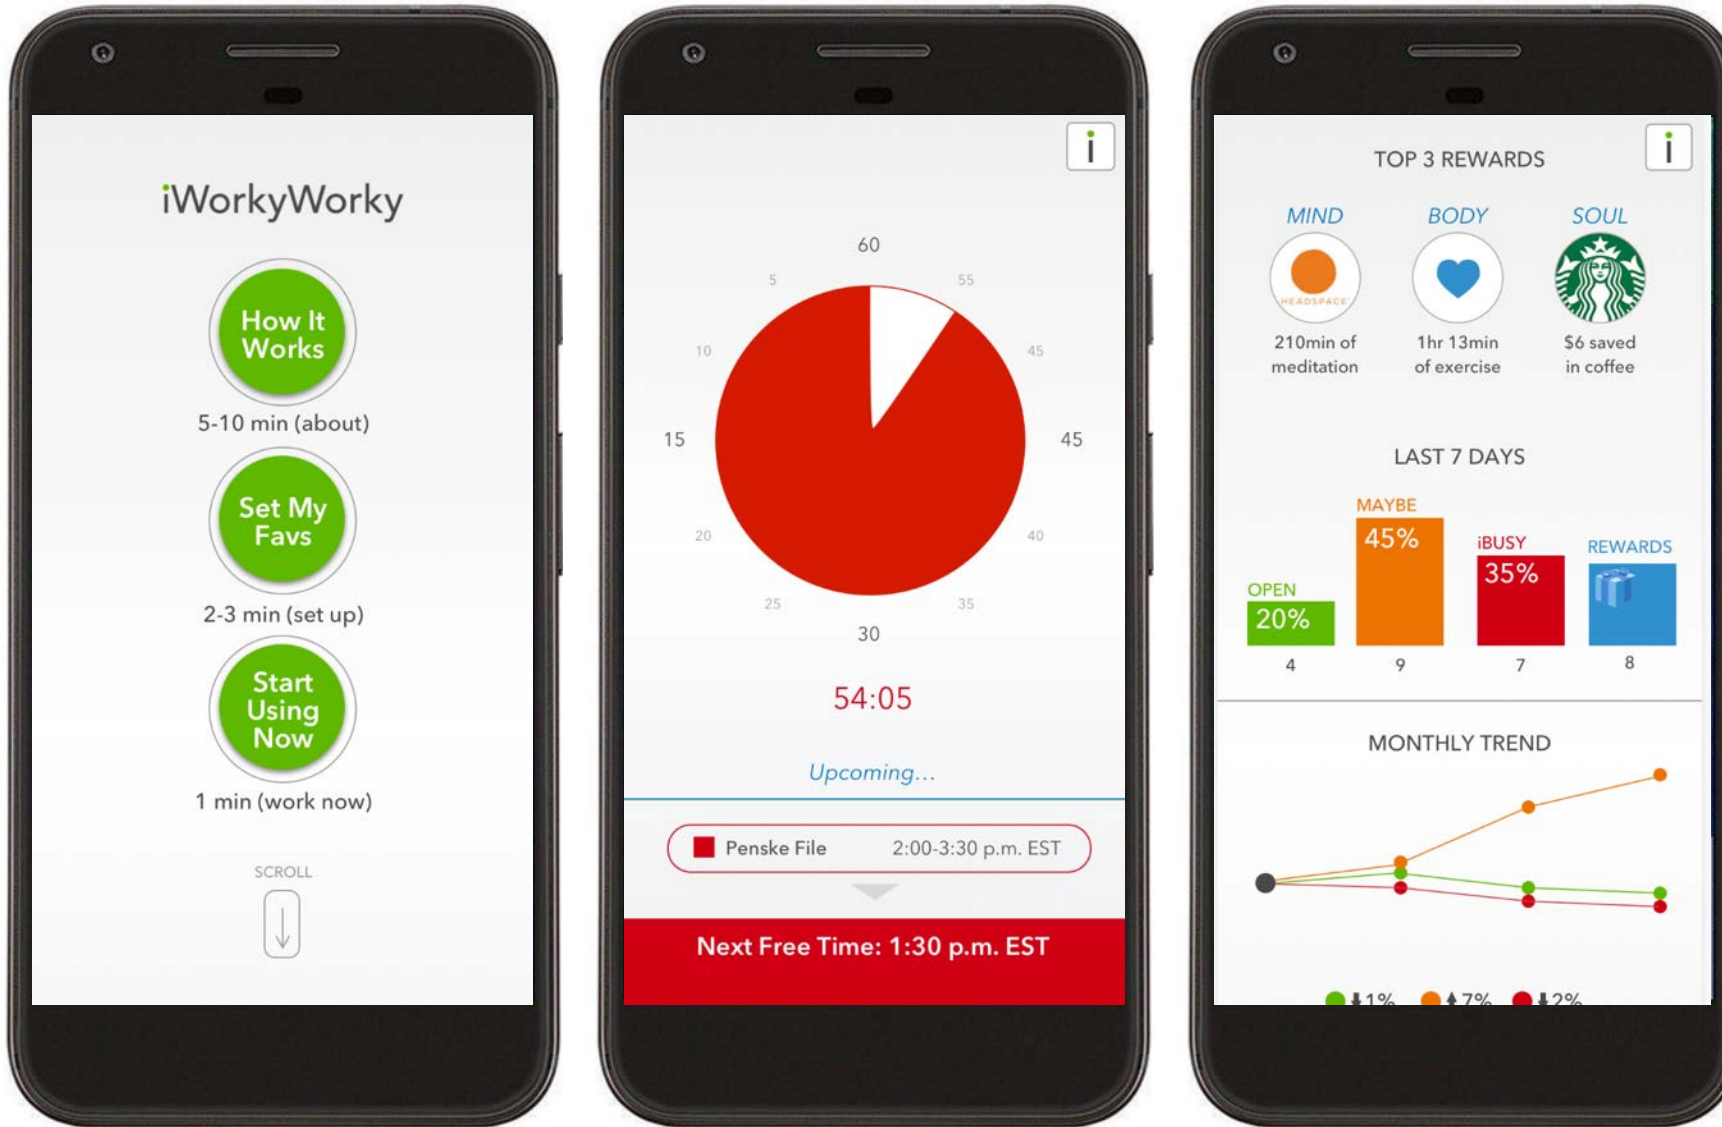 iWorkyWorky
How It
Works
5-10 min (about)
Set My
Favs
2-3 min (set up)
Start
Using
Now
1 min (work now)
SCROLL
i
60
5
55
10
45
15
45
20
40
25
35
30
54:05
Upcoming...
Penske File 2:00-3:30 p.m. EST
Next Free Time: 1:30 p.m. EST
i
TOP 3 REWARDS
MIND BODY SOUL
HEADSPACE
210min of
meditation
1hr 13min
of exercise
$6 saved
in coffee
LAST 7 DAYS
OPEN
20%
4
MAYBE
45%
9
iBUSY
35%
7
REWARDS
8
MONTHLY TREND
⬇1% ⬆7% ⬇2%